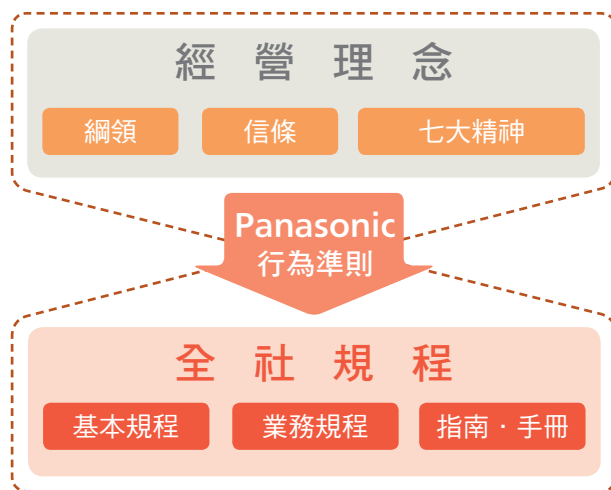 經營理念
綱領 信條 七大精神
Panasonic
行為準則
全社規程
基本規程 業務規程 指南・手冊